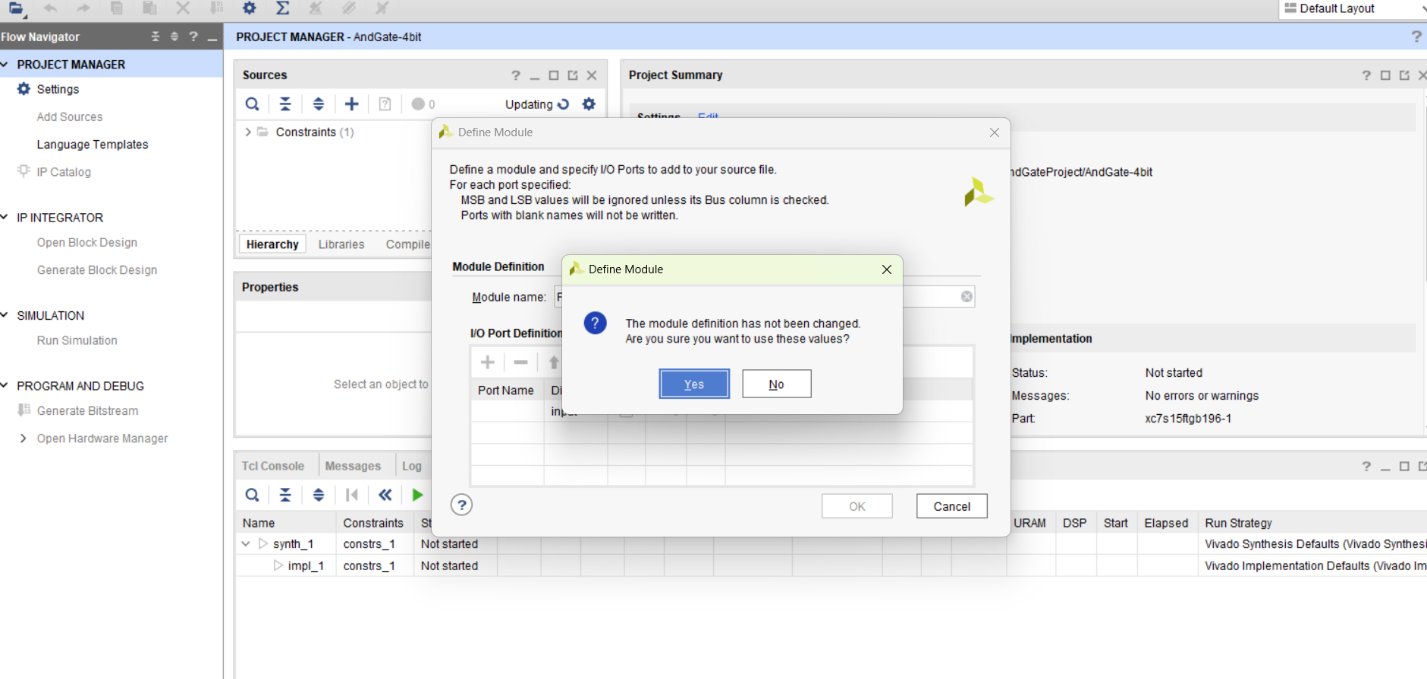 Default Layout
Flow Navigator
PROJECT MANAGER - AndGate-4bit
PROJECT MANAGER
Settings
Add Sources
Language Templates
IP Catalog
IP INTEGRATOR
Open Block Design
Generate Block Design
SIMULATION
Run Simulation
PROGRAM AND DEBUG
Generate Bitstream
Open Hardware Manager
Sources
0
Updating
Constraints (1)
Hierarchy Libraries Compile
Properties
Select an object to
Project Summary
Settings Edit
ndGateProject/AndGate-4bit
Implementation
Status: Not started
Messages: No errors or warnings
Part: xc7s15ftgb196-1
Define Module
Define a module and specify I/O Ports to add to your source file.
For each port specified:
MSB and LSB values will be ignored unless its Bus column is checked.
Ports with blank names will not be written.
Module Definition
Module name:
I/O Port Definition
Port Name Di
input
OK Cancel
Define Module
The module definition has not been changed.
Are you sure you want to use these values?
Yes No
Tcl Console Messages Log
Name Constraints St URAM DSP Start Elapsed Run Strategy
synth_1 constrs_1 Not started Vivado Synthesis Defaults (Vivado Synthesi
impl_1 constrs_1 Not started Vivado Implementation Defaults (Vivado Im